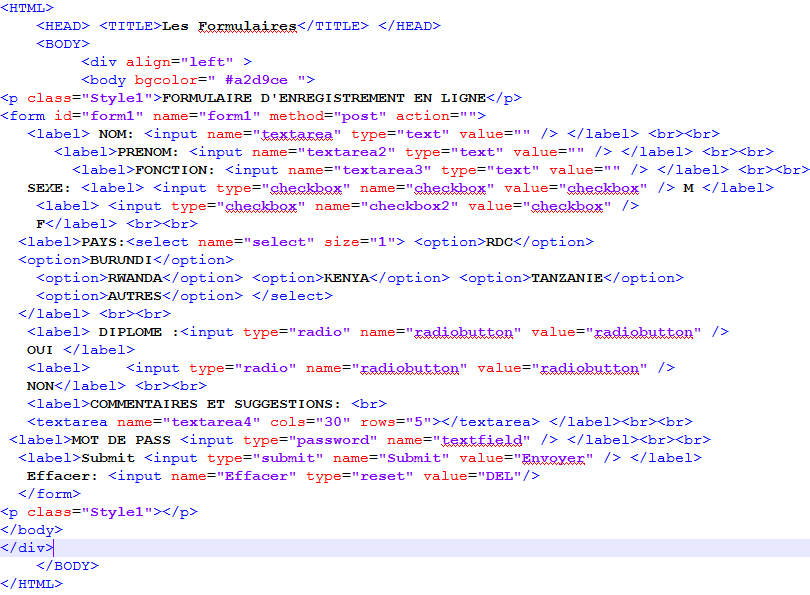 <HTML>
<HEAD> <TITLE>Les Formulaires</TITLE> </HEAD>
<BODY>
<div align="left" >
<body bgcolor=" #a2d9ce ">
<p class="Style1">FORMULAIRE D'ENREGISTREMENT EN LIGNE</p>
<form id="form1" name="form1" method="post" action="">
<label> NOM: <input name="textarea" type="text" value="" /> </label> <br><br>
<label>PRENOM: <input name="textarea2" type="text" value="" /> </label> <br><br>
<label>FONCTION: <input name="textarea3" type="text" value="" /> </label> <br><br>
SEXE: <label> <input type="checkbox" name="checkbox" value="checkbox" /> M </label>
<label> <input type="checkbox" name="checkbox2" value="checkbox" />
F</label> <br><br>
<label>PAYS:<select name="select" size="1"> <option>RDC</option>
<option>BURUNDI</option>
<option>RWANDA</option> <option>KENYA</option> <option>TANZANIE</option>
<option>AUTRES</option> </select>
</label> <br><br>
<label> DIPLOME :<input type="radio" name="radiobutton" value="radiobutton" />
OUI </label>
<label> <input type="radio" name="radiobutton" value="radiobutton" />
NON</label> <br><br>
<label>COMMENTAIRES ET SUGGESTIONS: <br>
<textarea name="textarea4" cols="30" rows="5"></textarea> </label><br><br>
<label>MOT DE PASS <input type="password" name="textfield" /> </label><br><br>
<label>Submit <input type="submit" name="Submit" value="Envoyer" /> </label>
Effacer: <input name="Effacer" type="reset" value="DEL"/>
</form>
<p class="Style1"></p>
</body>
</div>
</BODY>
</HTML>